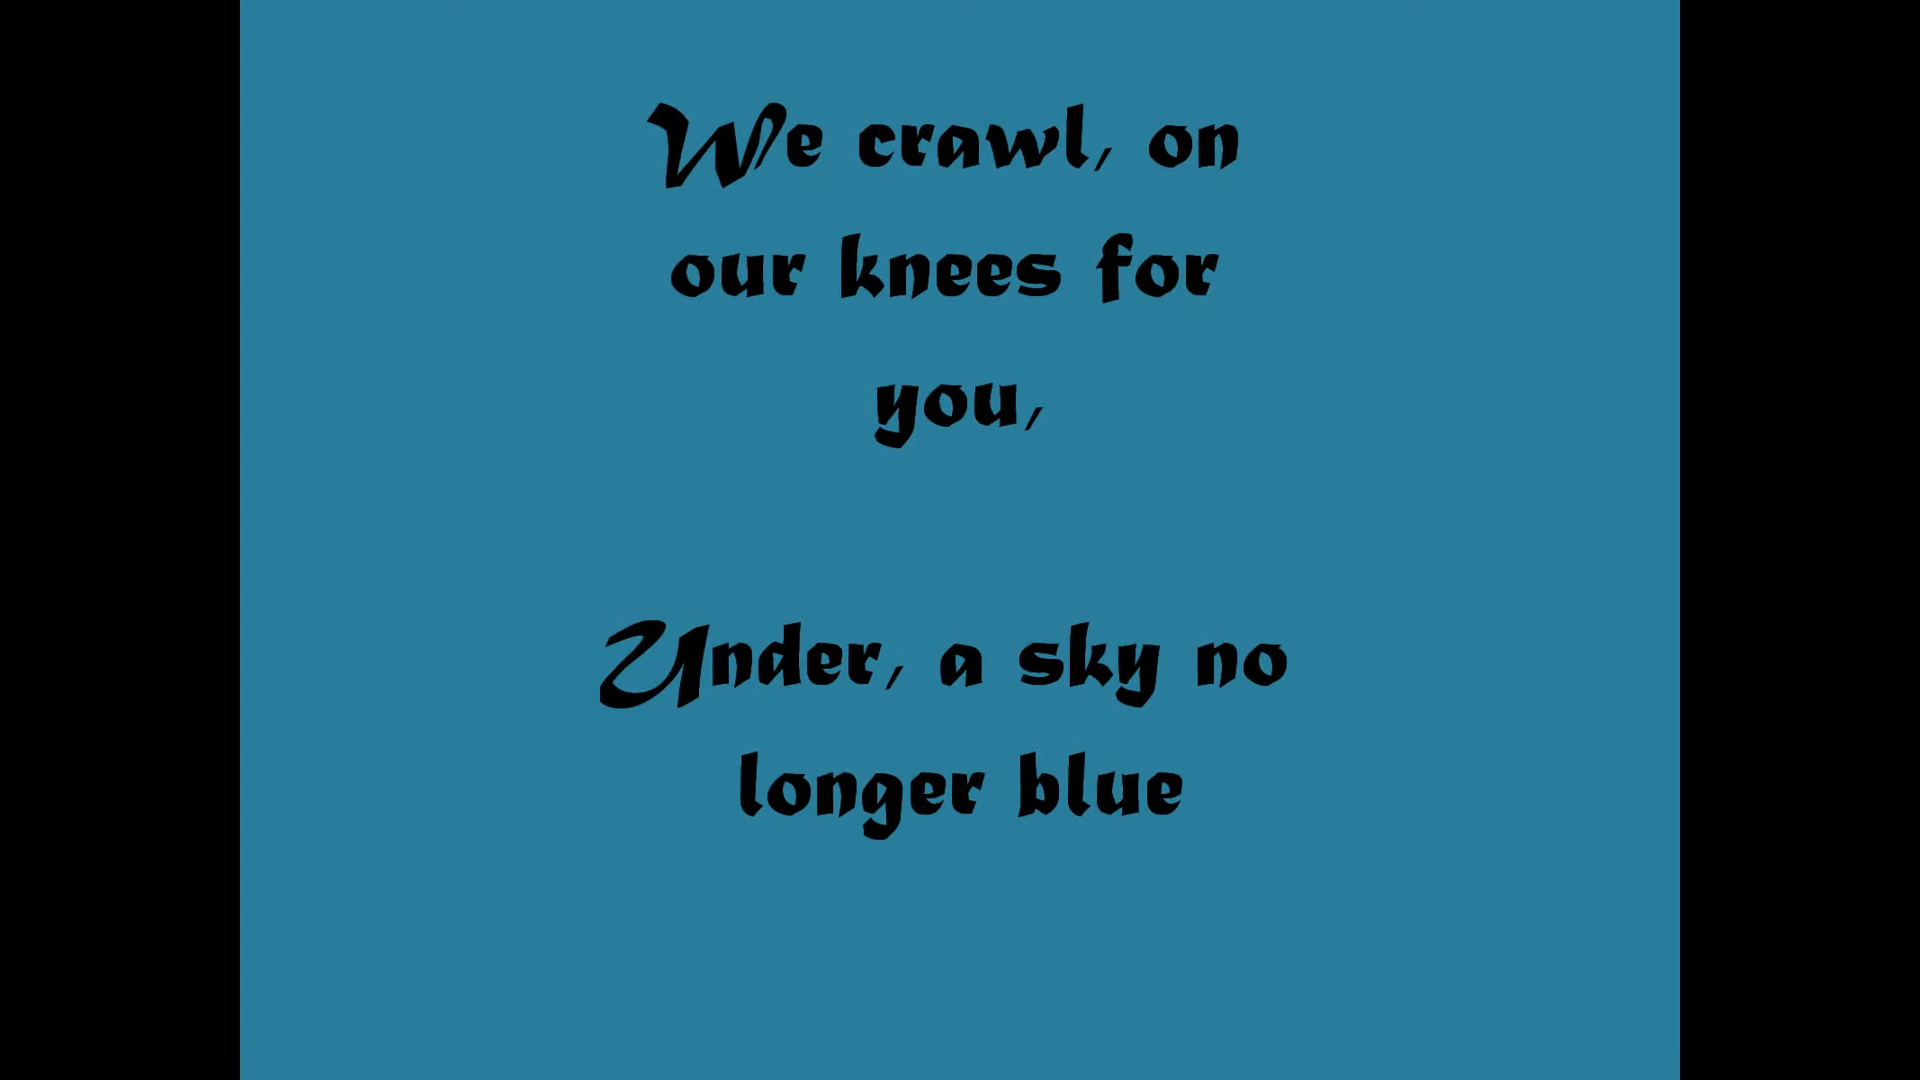 We crawl, on
our knees for
you,
Under, a sky no
longer blue